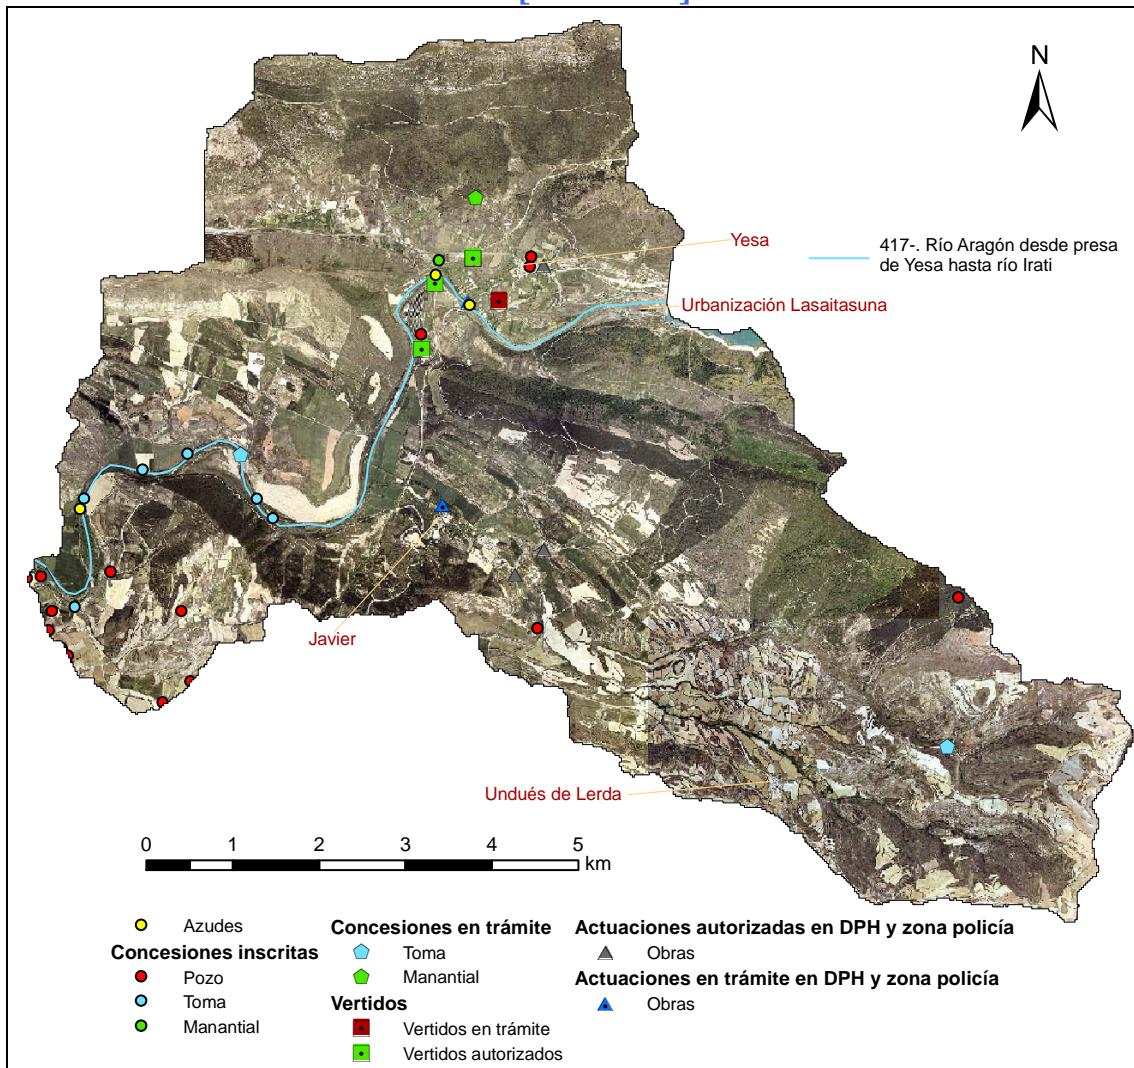 N
Yesa
417-. Río Aragón desde presa
de Yesa hasta río Irati
Urbanización Lasaitasuna
Javier
Undués de Lerda
0 1 2 3 4 5
km
Azudes
Concesiones inscritas
Pozo
Toma
Manantial
Concesiones en trámite
Toma
Manantial
Vertidos
Vertidos en trámite
Vertidos autorizados
Actuaciones autorizadas en DPH y zona policía
Obras
Actuaciones en trámite en DPH y zona policía
Obras